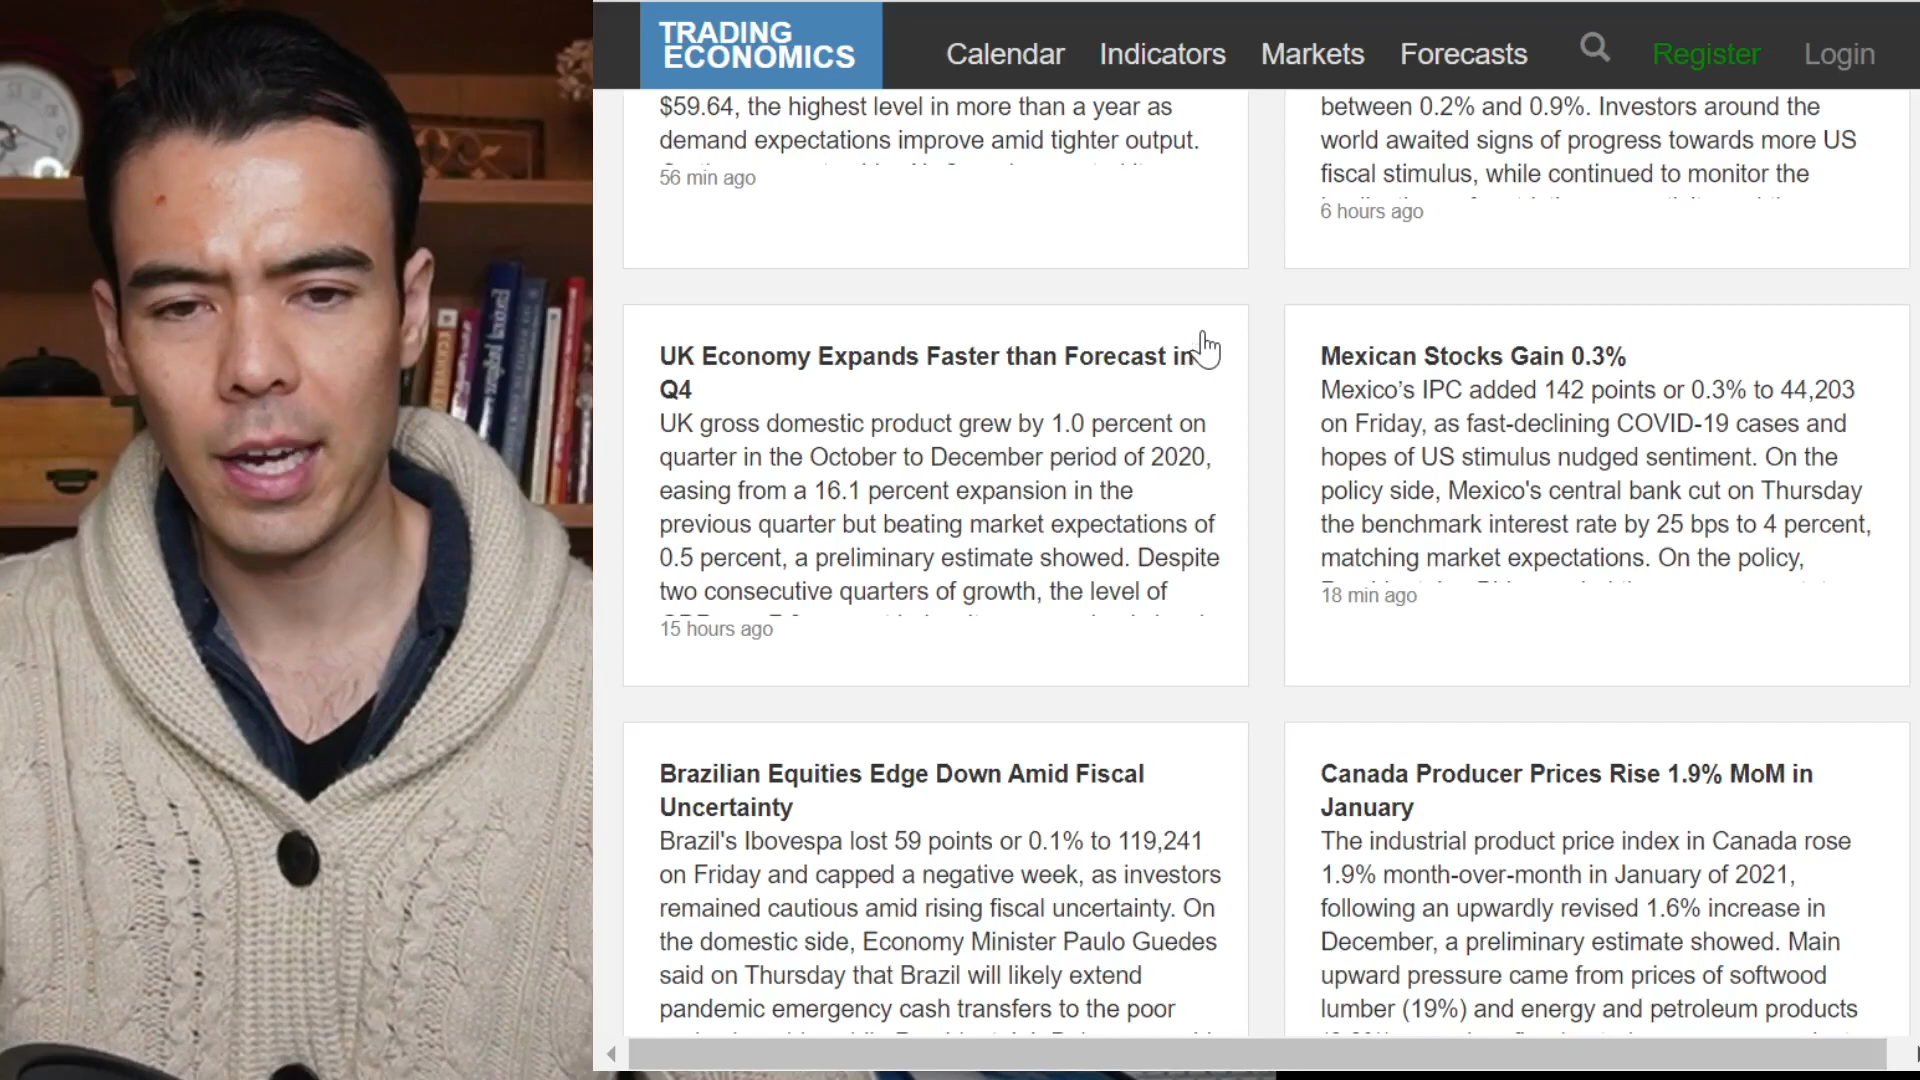 TRADING
ECONOMICS
Calendar
Indicators
Markets
Forecasts
Register
Login
$59.64, the highest level in more than a year as
demand expectations improve amid tighter output.
56 min ago
between 0.2% and 0.9%. Investors around the
world awaited signs of progress towards more US
fiscal stimulus, while continued to monitor the
6 hours ago
UK Economy Expands Faster than Forecast in
Q4
UK gross domestic product grew by 1.0 percent on
quarter in the October to December period of 2020,
easing from a 16.1 percent expansion in the
previous quarter but beating market expectations of
0.5 percent, a preliminary estimate showed. Despite
two consecutive quarters of growth, the level of
15 hours ago
Mexican Stocks Gain 0.3%
Mexico’s IPC added 142 points or 0.3% to 44,203
on Friday, as fast-declining COVID-19 cases and
hopes of US stimulus nudged sentiment. On the
policy side, Mexico's central bank cut on Thursday
the benchmark interest rate by 25 bps to 4 percent,
matching market expectations. On the policy,
18 min ago
Brazilian Equities Edge Down Amid Fiscal
Uncertainty
Brazil's Ibovespa lost 59 points or 0.1% to 119,241
on Friday and capped a negative week, as investors
remained cautious amid rising fiscal uncertainty. On
the domestic side, Economy Minister Paulo Guedes
said on Thursday that Brazil will likely extend
pandemic emergency cash transfers to the poor
Canada Producer Prices Rise 1.9% MoM in
January
The industrial product price index in Canada rose
1.9% month-over-month in January of 2021,
following an upwardly revised 1.6% increase in
December, a preliminary estimate showed. Main
upward pressure came from prices of softwood
lumber (19%) and energy and petroleum products